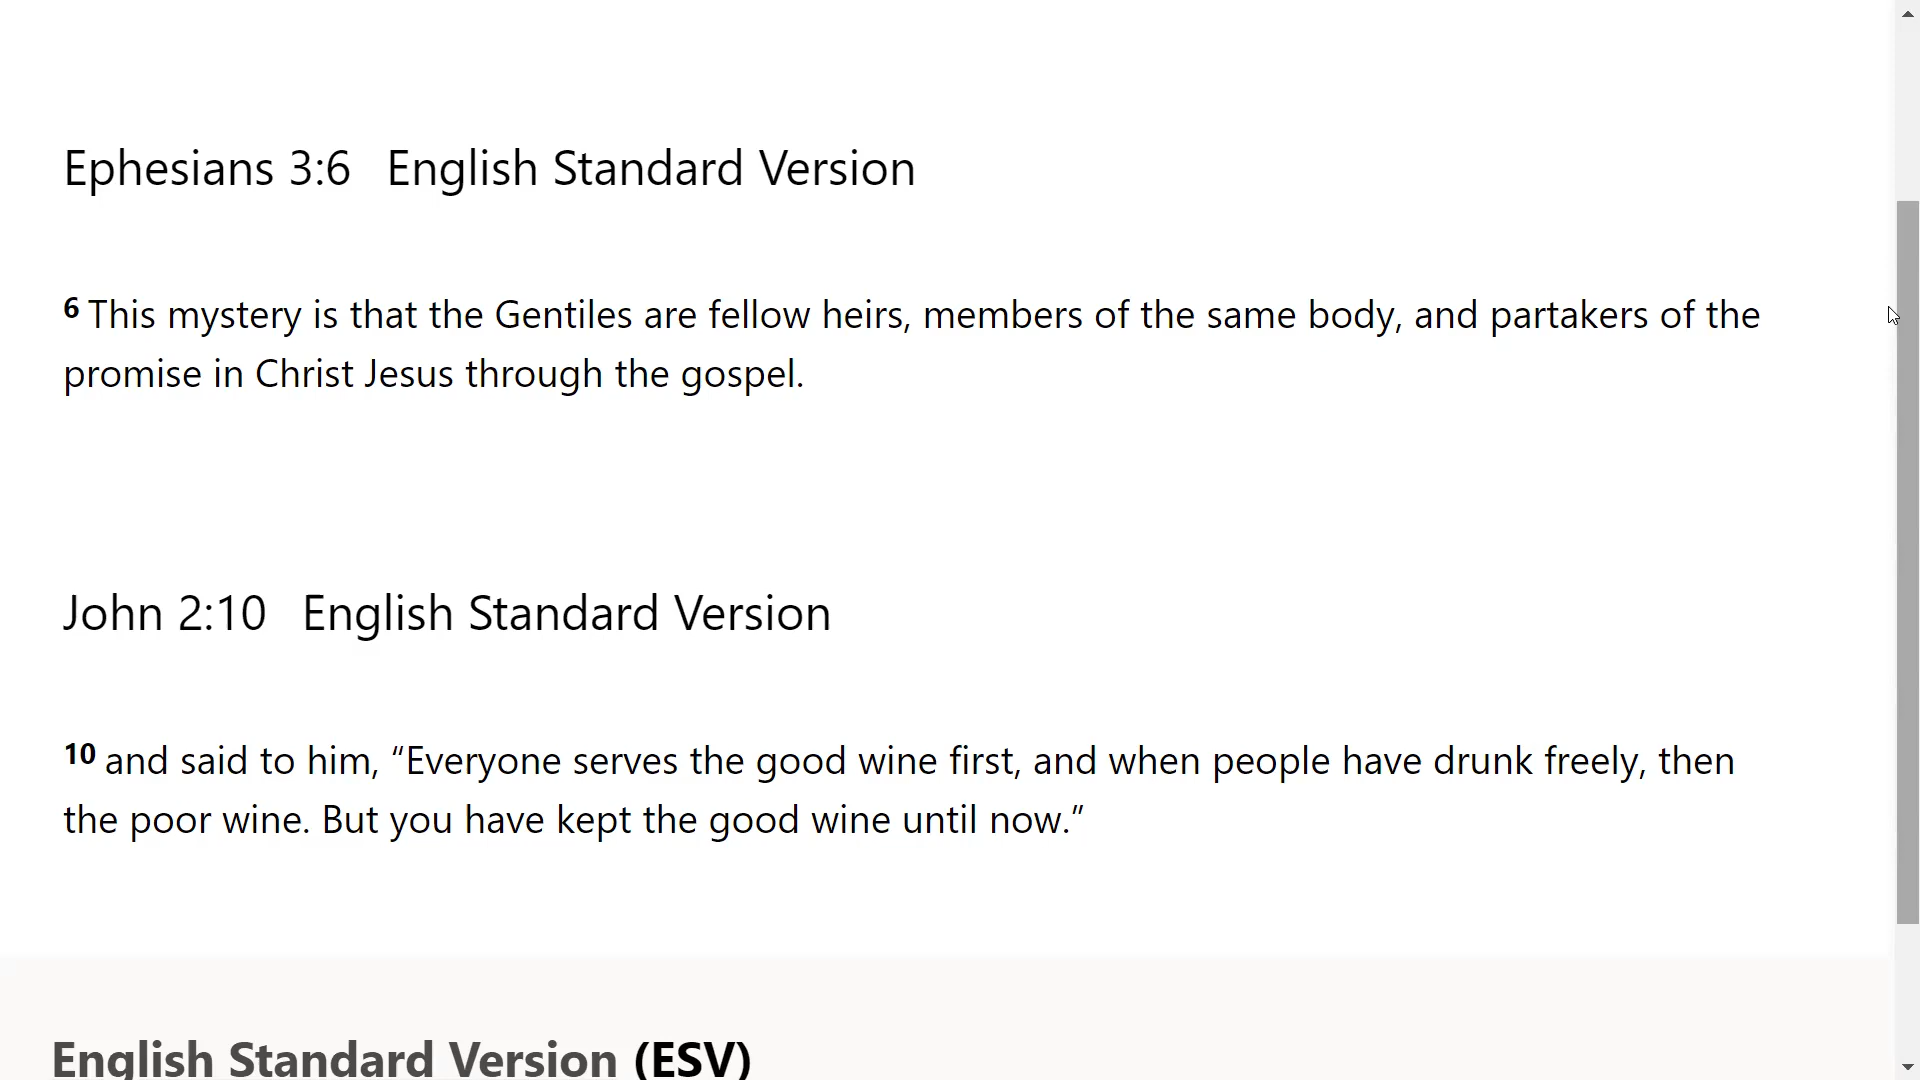 Ephesians 3:6 English Standard Version
6 This mystery is that the Gentiles are fellow heirs, members of the same body, and partakers of the
promise in Christ Jesus through the gospel.
John 2:10 English Standard Version
10 and said to him, “Everyone serves the good wine first, and when people have drunk freely, then
the poor wine. But you have kept the good wine until now.”
English Standard Version (ESV)